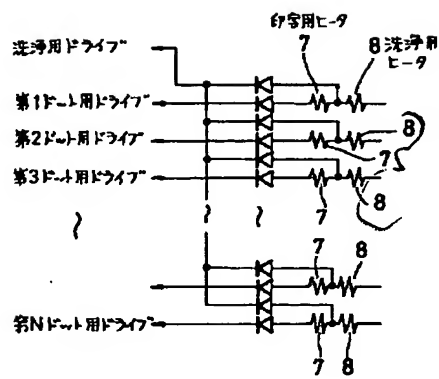 印字用ヒータ
7
8 洗浄用
ヒータ
洗浄用ドライブ
第1ドット用ドライブ
第2ドット用ドライブ
8
7
第3ドット用ドライブ
7
8
7
8
第Nドット用ドライブ
7
8